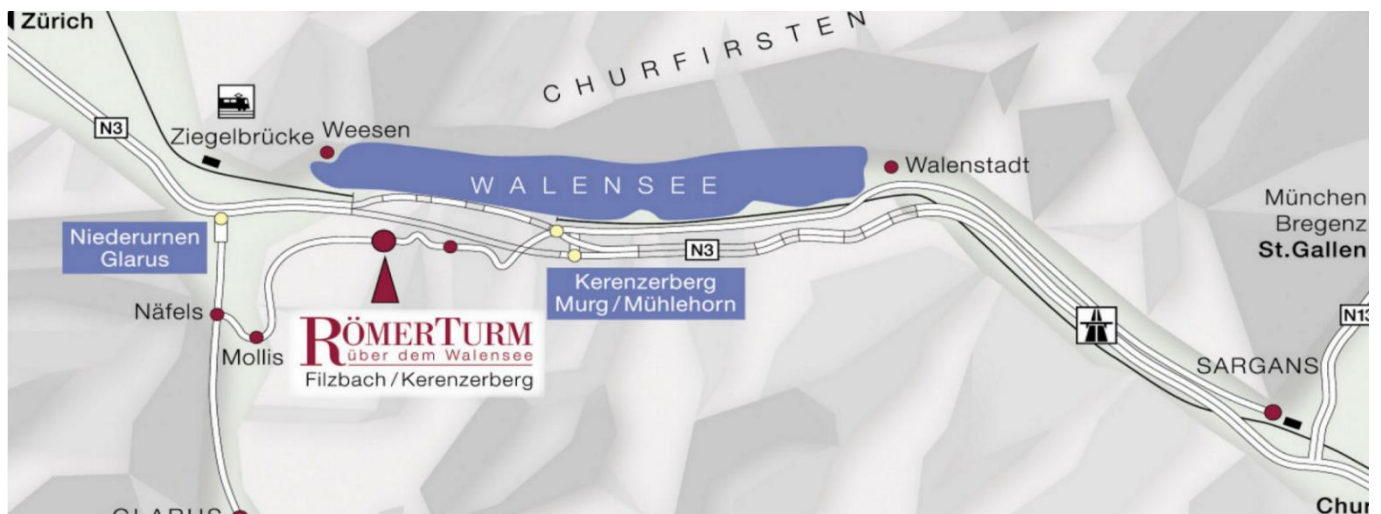 Zürich
CHURFIRSTEN
N3
Ziegelbrücke
Weesen
WALENSEE
Walenstadt
München
Bregenz
St.Gallen
Niederurnen
Glarus
N3
Kerenzerberg
Murg/Mühlehorn
Näfels
Mollis
RÖMERTURM
über dem Walensee
Filzbach/Kerenzerberg
N13
SARGANS
Chur
GLARUS